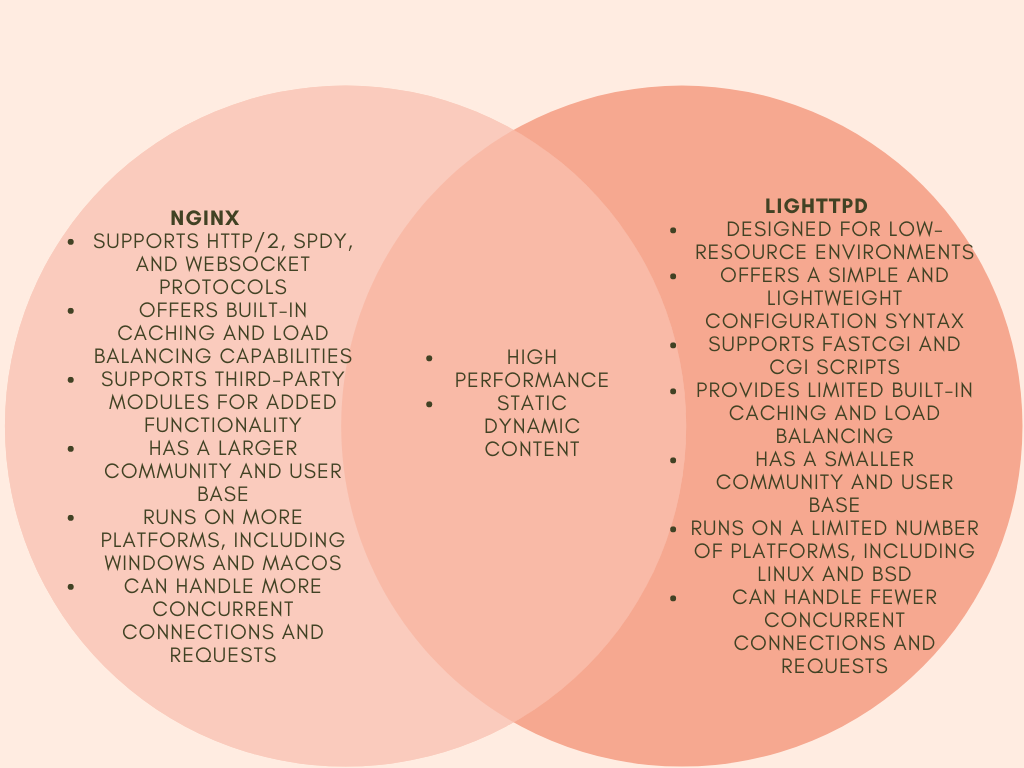 NGINX
• SUPPORTS HTTP/2, SPDY,
AND WEBSOCKET
PROTOCOLS
• OFFERS BUILT-IN
CACHING AND LOAD
BALANCING CAPABILITIES
• SUPPORTS THIRD-PARTY
MODULES FOR ADDED
FUNCTIONALITY
• HAS A LARGER
COMMUNITY AND USER
BASE
• RUNS ON MORE
PLATFORMS, INCLUDING
WINDOWS AND MACOS
• CAN HANDLE MORE
CONCURRENT
CONNECTIONS AND
REQUESTS
• HIGH
PERFORMANCE
• STATIC
DYNAMIC
CONTENT
LIGHTTPD
• DESIGNED FOR LOW-
RESOURCE ENVIRONMENTS
• OFFERS A SIMPLE AND
LIGHTWEIGHT
CONFIGURATION SYNTAX
• SUPPORTS FASTCGI AND
CGI SCRIPTS
• PROVIDES LIMITED BUILT-IN
CACHING AND LOAD
BALANCING
• HAS A SMALLER
COMMUNITY AND USER
BASE
• RUNS ON A LIMITED NUMBER
OF PLATFORMS, INCLUDING
LINUX AND BSD
• CAN HANDLE FEWER
CONCURRENT
CONNECTIONS AND
REQUESTS